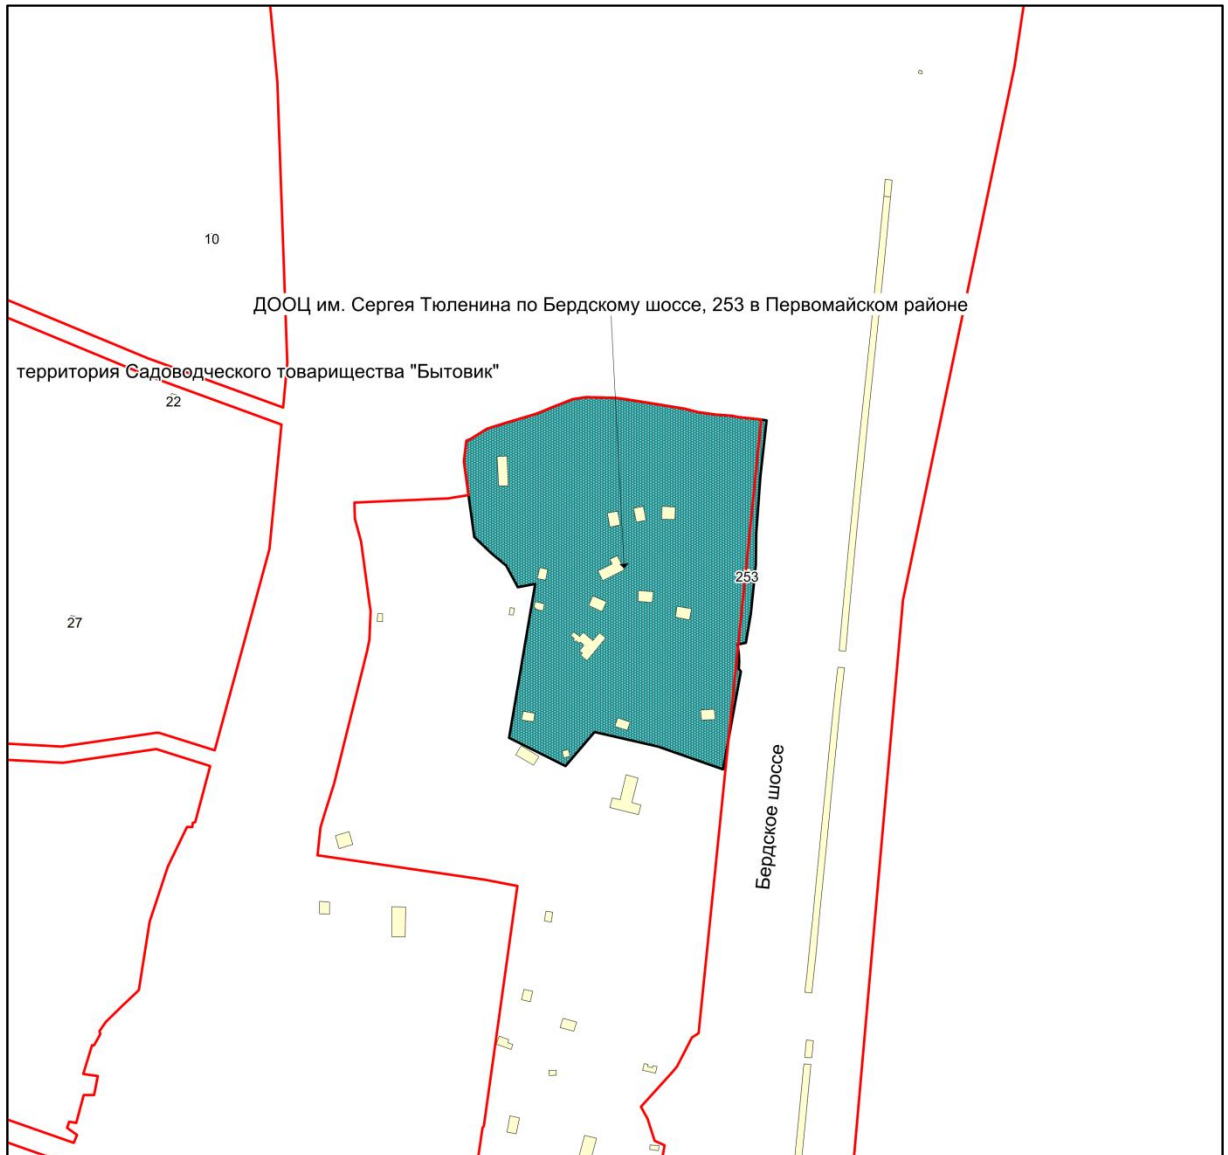 10
ДООЦ им. Сергея Тюленина по Бердскому шоссе, 253 в Первомайском районе
территория Садоводческого товарищества "Бытовик"
22
253
27
Бердское шоссе